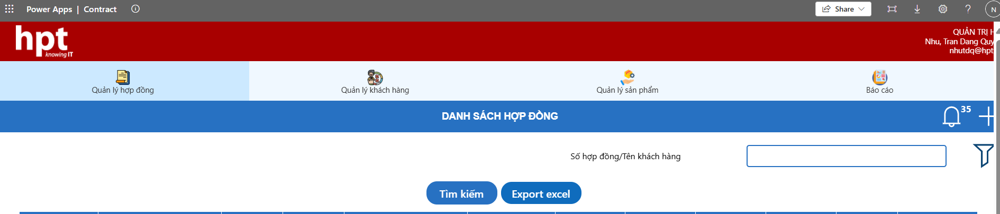 Power Apps | Contract
Share
N
hpt
knowing IT
QUẢN TRỊ H
Nhu, Tran Dang Quy
nhutdq@hpt
Quản lý hợp đồng
Quản lý khách hàng
Quản lý sản phẩm
Báo cáo
DANH SÁCH HỢP ĐỒNG
35
Số hợp đồng/Tên khách hàng
Tìm kiếm
Export excel